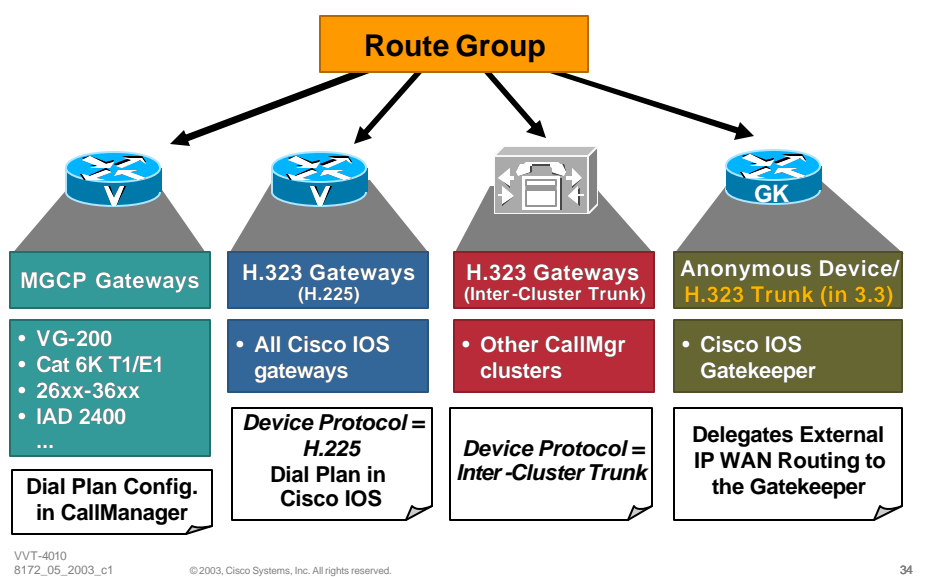 Route Group
V
V
GK
MGCP Gateways
• VG-200
• Cat 6K T1/E1
• 26xx-36xx
• IAD 2400
...
Dial Plan Config.
in CallManager
H.323 Gateways
(H.225)
• All Cisco IOS
gateways
Device Protocol =
H.225
Dial Plan in
Cisco IOS
H.323 Gateways
(Inter-Cluster Trunk)
• Other CallMgr
clusters
Device Protocol =
Inter-Cluster Trunk
Anonymous Device/
H.323 Trunk (in 3.3)
• Cisco IOS
Gatekeeper
Delegates External
IP WAN Routing to
the Gatekeeper
VVT-4010
8172_05_2003_c1
© 2003, Cisco Systems, Inc. All rights reserved.
34